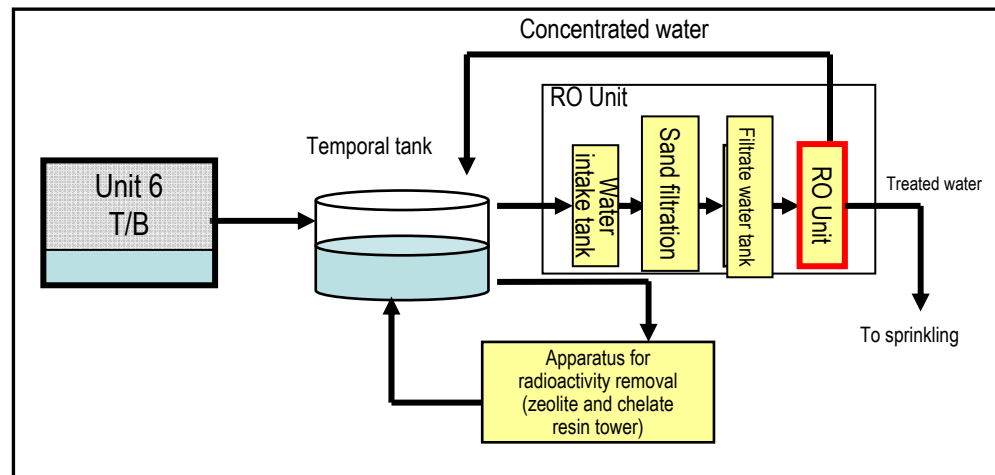 Concentrated water
RO Unit
Temporal tank
Unit 6
T/B
Water
intake tank
Sand filtration
Filtrate water tank
RO Unit
Treated water
To sprinkling
Apparatus for
radioactivity removal
(zeolite and chelate
resin tower)